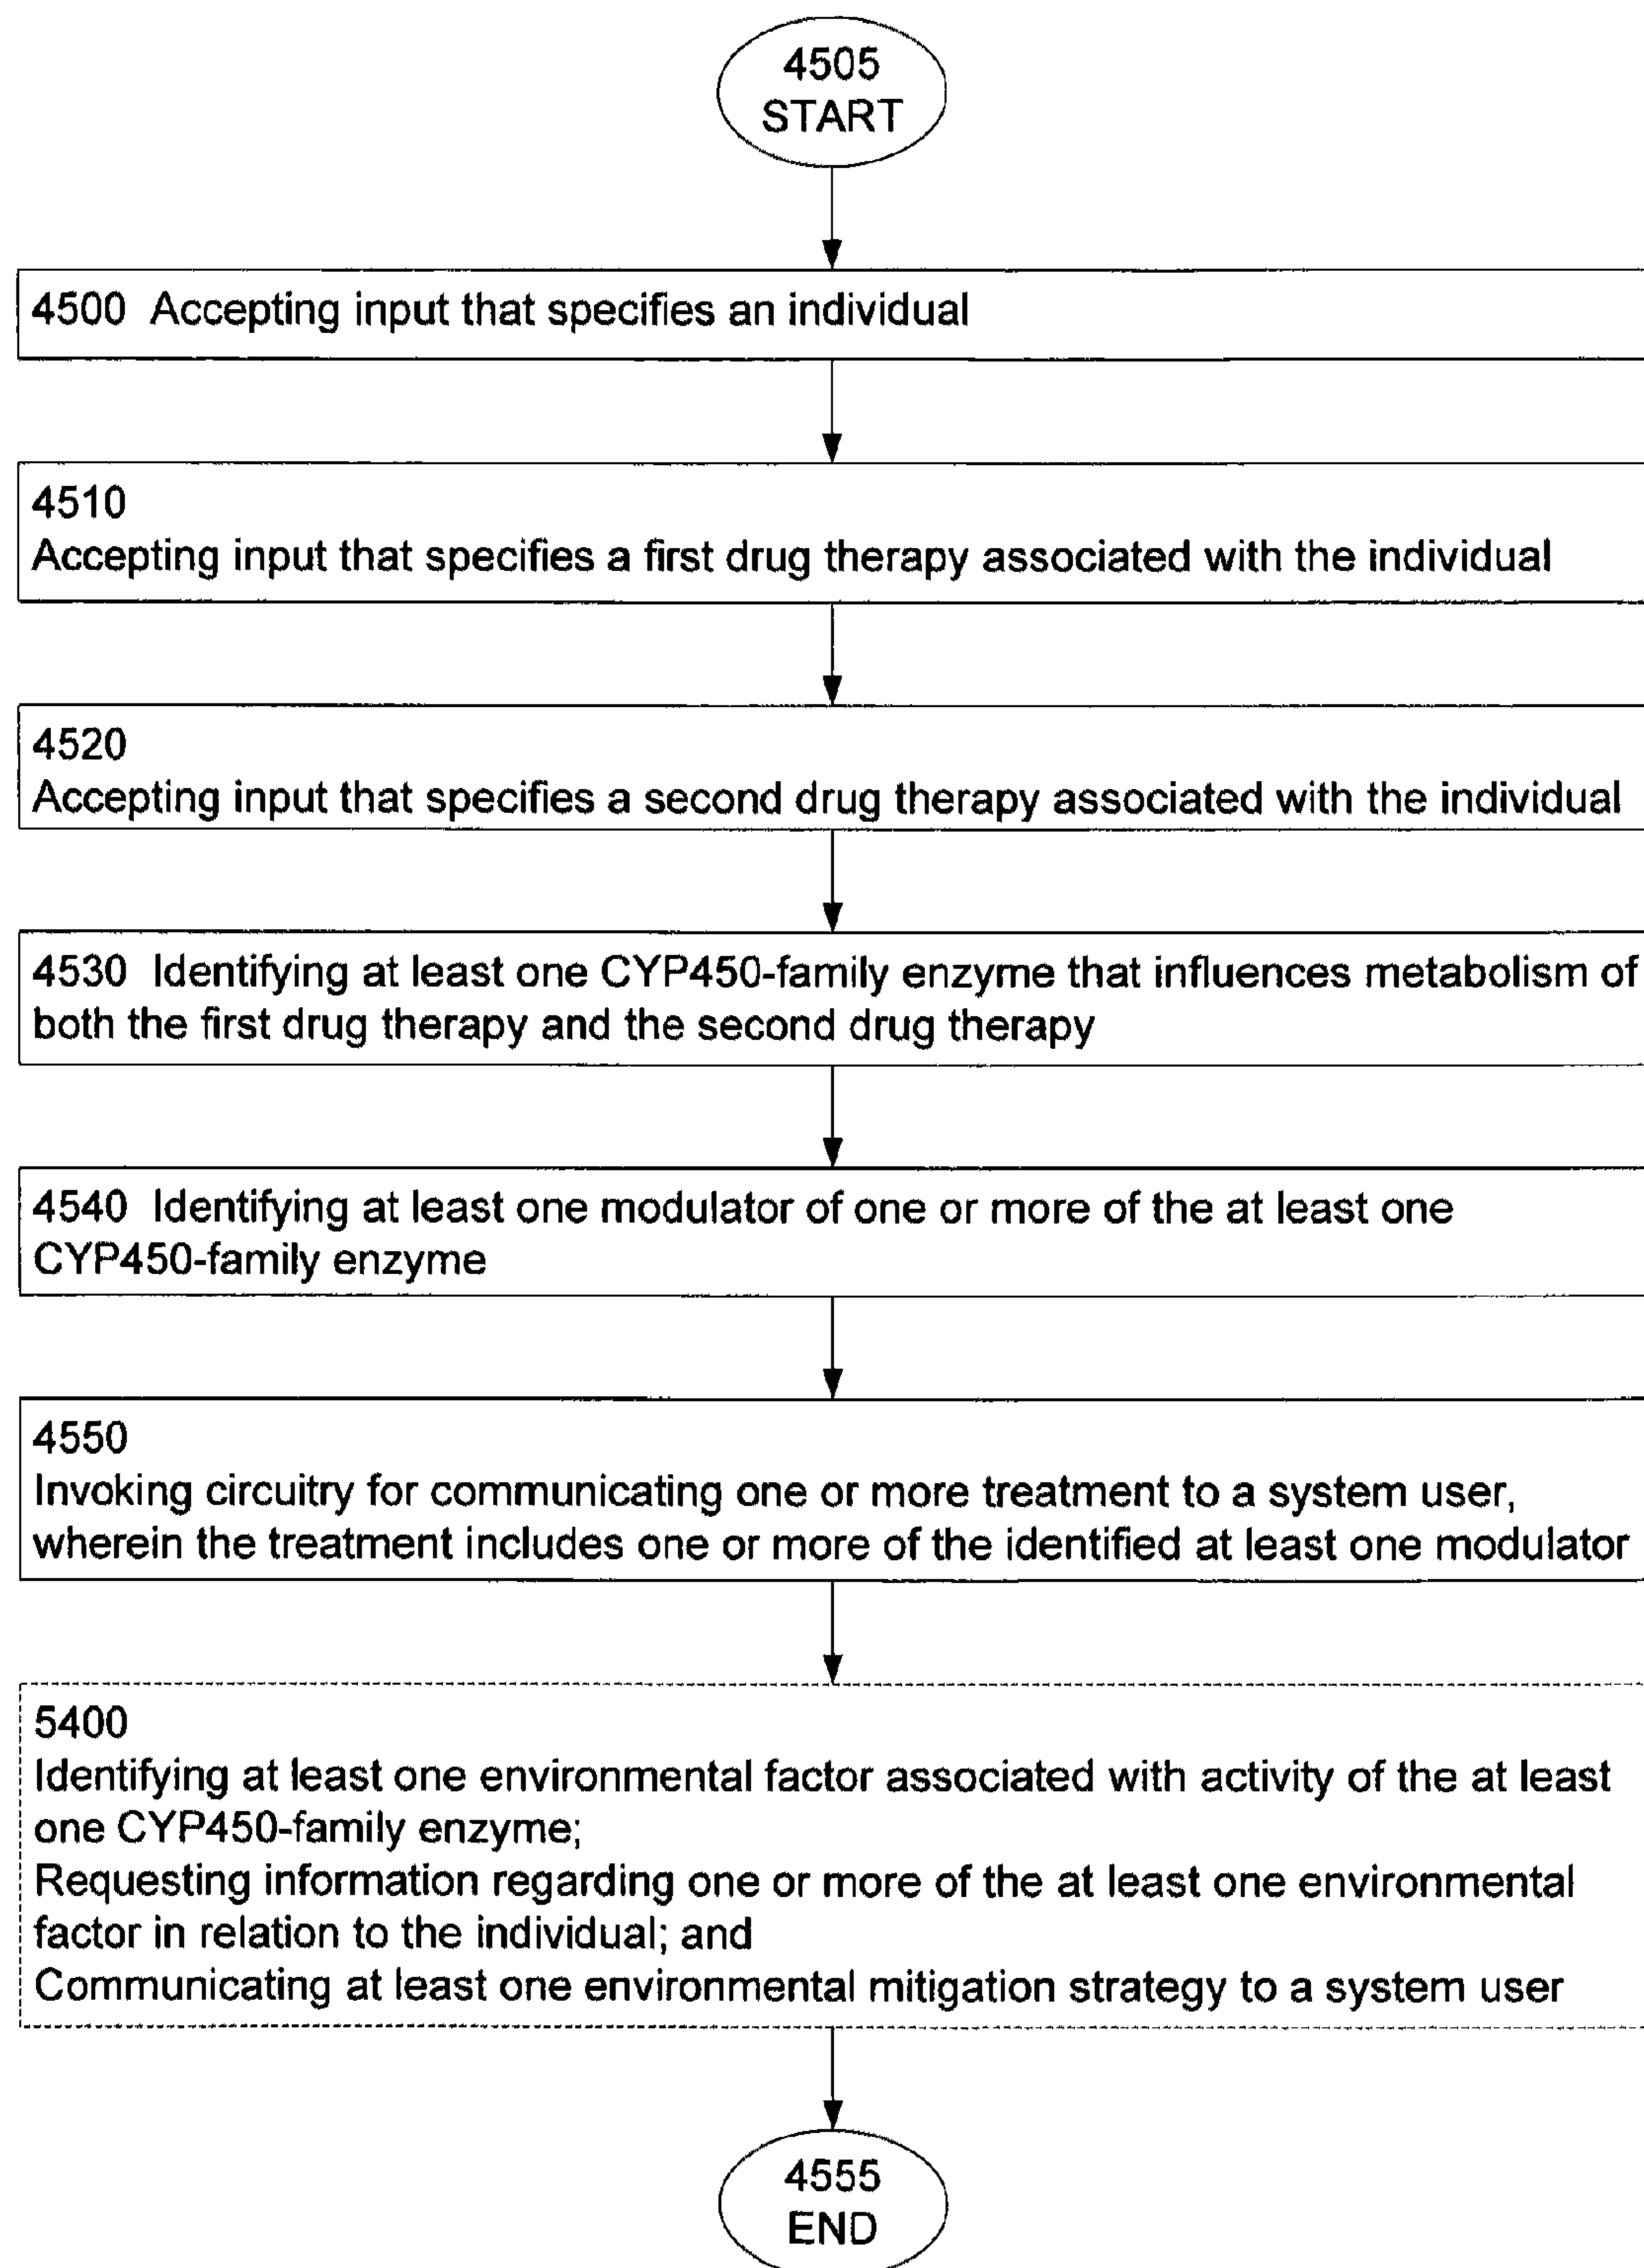 4505
START
4500 Accepting input that specifies an individual
4510
Accepting input that specifies a first drug therapy associated with the individual
4520
Accepting input that specifies a second drug therapy associated with the individual
4530 Identifying at least one CYP450-family enzyme that influences metabolism of
both the first drug therapy and the second drug therapy
4540 Identifying at least one modulator of one or more of the at least one
CYP450-family enzyme
4550
Invoking circuitry for communicating one or more treatment to a system user,
wherein the treatment includes one or more of the identified at least one modulator
5400
Identifying at least one environmental factor associated with activity of the at least
one CYP450-family enzyme;
Requesting information regarding one or more of the at least one environmental
factor in relation to the individual; and
Communicating at least one environmental mitigation strategy to a system user
4555
END